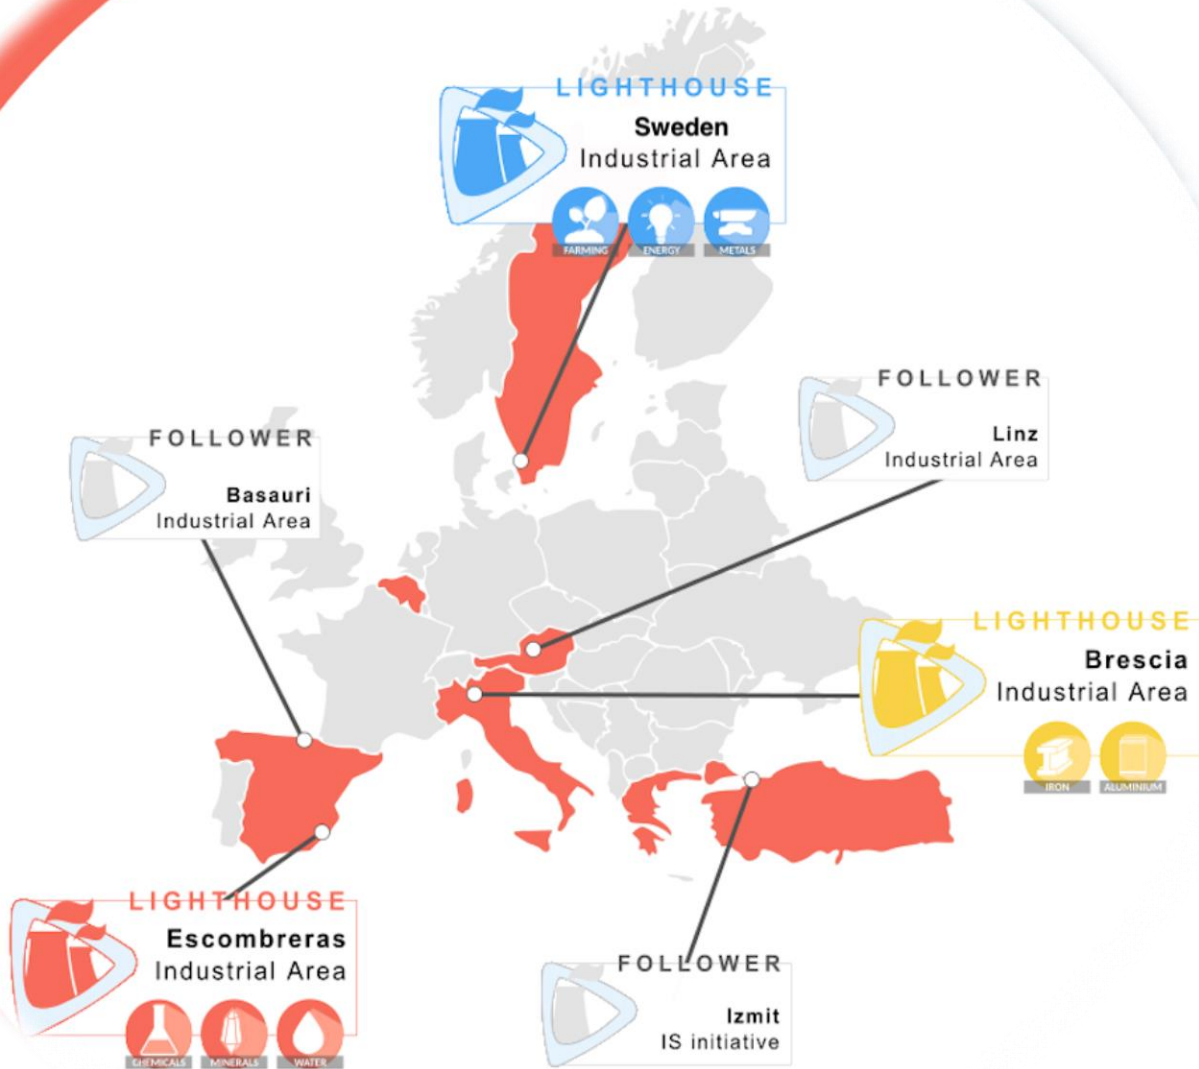 LIGHTHOUSE
Sweden
Industrial Area
FARMING
ENERGY
METALS
FOLLOWER
Linz
Industrial Area
FOLLOWER
Basauri
Industrial Area
LIGHTHOUSE
Brescia
Industrial Area
IRON
ALUMINIUM
LIGHTHOUSE
Escombreras
Industrial Area
CHEMICALS
MINERALS
WATER
FOLLOWER
Izmit
IS initiative